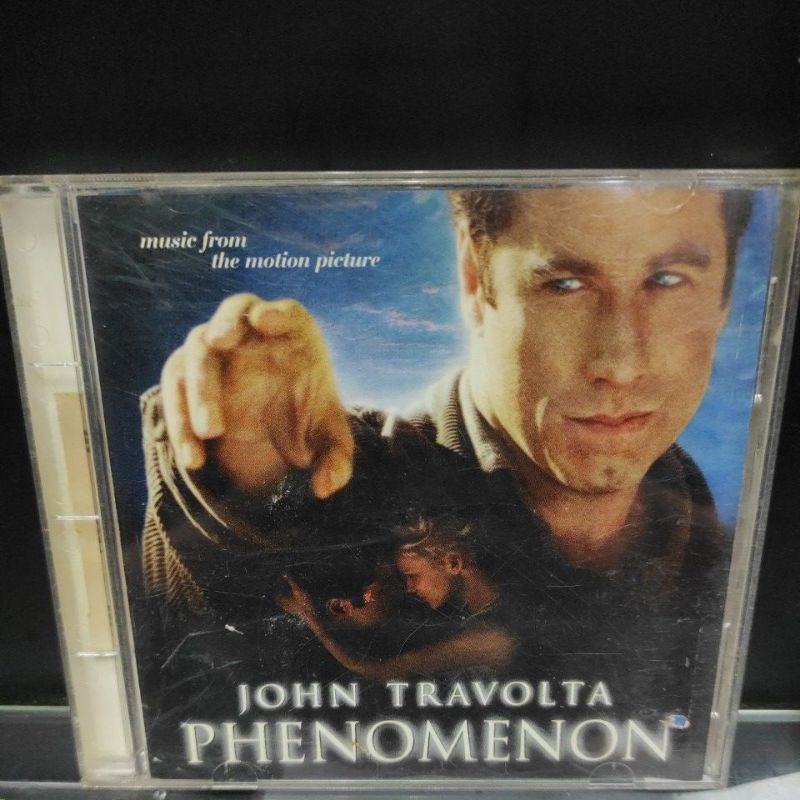 music from
the motion picture
JOHN TRAVOLTA
PHENOMENON